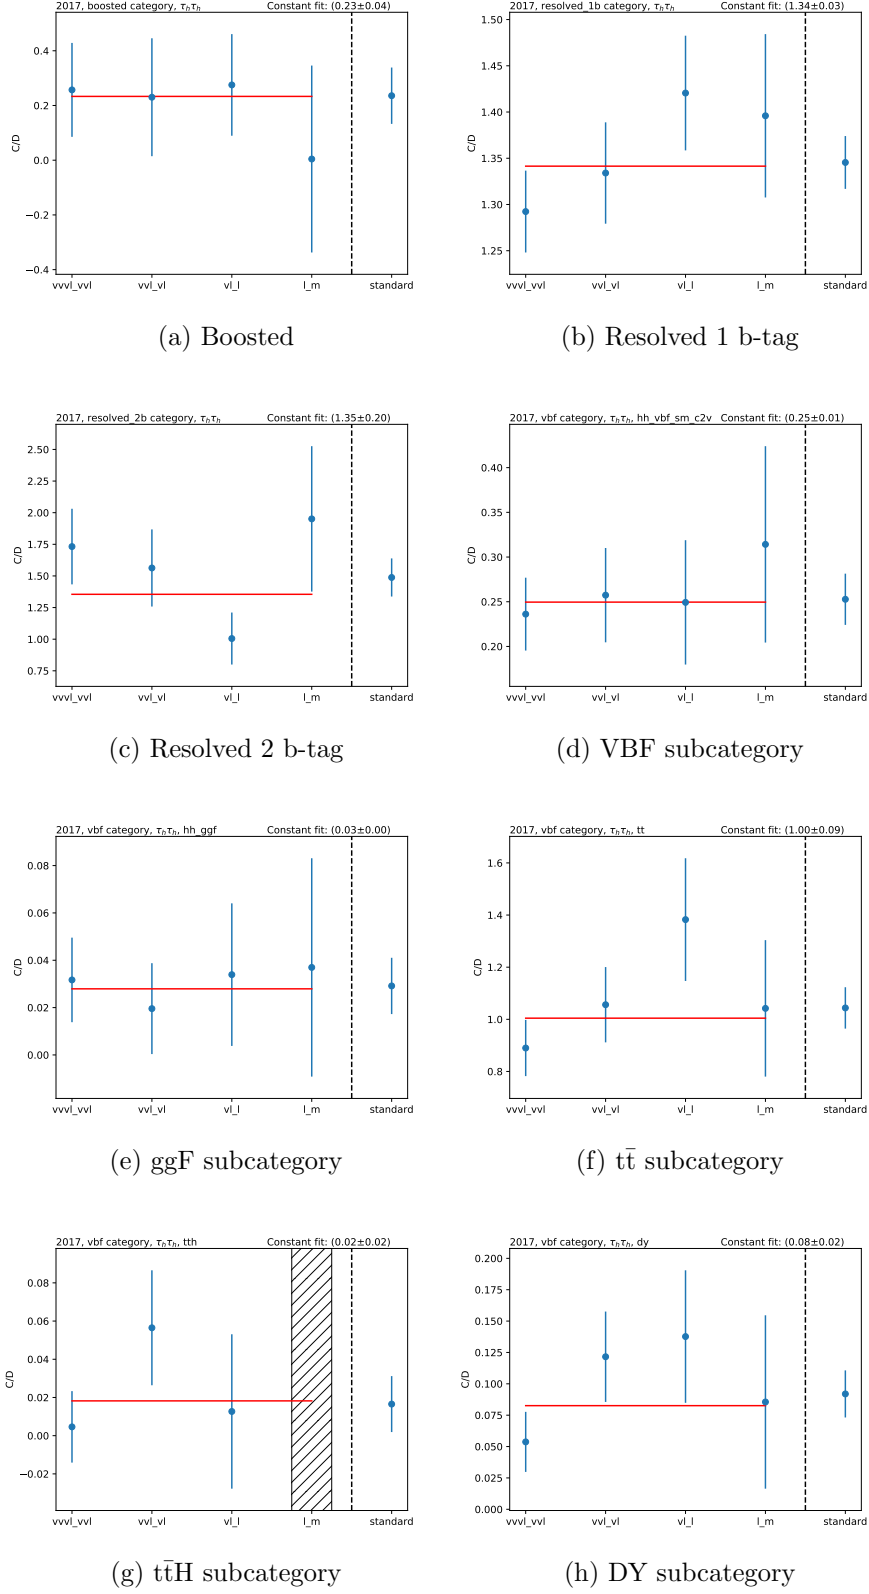 2017, boosted category, τₕτₕ Constant fit: (0.23±0.04)
0.4
0.2
0.0
−0.2
−0.4
C/D
vvvl_vvl vvl_vl vl_l l_m standard
(a) Boosted
2017, resolved_1b category, τₕτₕ Constant fit: (1.34±0.03)
1.50
1.45
1.40
1.35
1.30
1.25
C/D
vvvl_vvl vvl_vl vl_l l_m standard
(b) Resolved 1 b-tag
2017, resolved_2b category, τₕτₕ Constant fit: (1.35±0.20)
2.50
2.25
2.00
1.75
1.50
1.25
1.00
0.75
C/D
vvvl_vvl vvl_vl vl_l l_m standard
(c) Resolved 2 b-tag
2017, vbf category, τₕτₕ, hh_vbf_sm_c2v Constant fit: (0.25±0.01)
0.40
0.35
0.30
0.25
0.20
C/D
vvvl_vvl vvl_vl vl_l l_m standard
(d) VBF subcategory
2017, vbf category, τₕτₕ, hh_ggf Constant fit: (0.03±0.00)
0.08
0.06
0.04
0.02
0.00
C/D
vvvl_vvl vvl_vl vl_l l_m standard
(e) ggF subcategory
2017, vbf category, τₕτₕ, tt Constant fit: (1.00±0.09)
1.6
1.4
1.2
1.0
0.8
C/D
vvvl_vvl vvl_vl vl_l l_m standard
(f) tt̄ subcategory
2017, vbf category, τₕτₕ, tth Constant fit: (0.02±0.02)
0.08
0.06
0.04
0.02
0.00
−0.02
C/D
vvvl_vvl vvl_vl vl_l l_m standard
(g) tt̄H subcategory
2017, vbf category, τₕτₕ, dy Constant fit: (0.08±0.02)
0.200
0.175
0.150
0.125
0.100
0.075
0.050
0.025
0.000
C/D
vvvl_vvl vvl_vl vl_l l_m standard
(h) DY subcategory